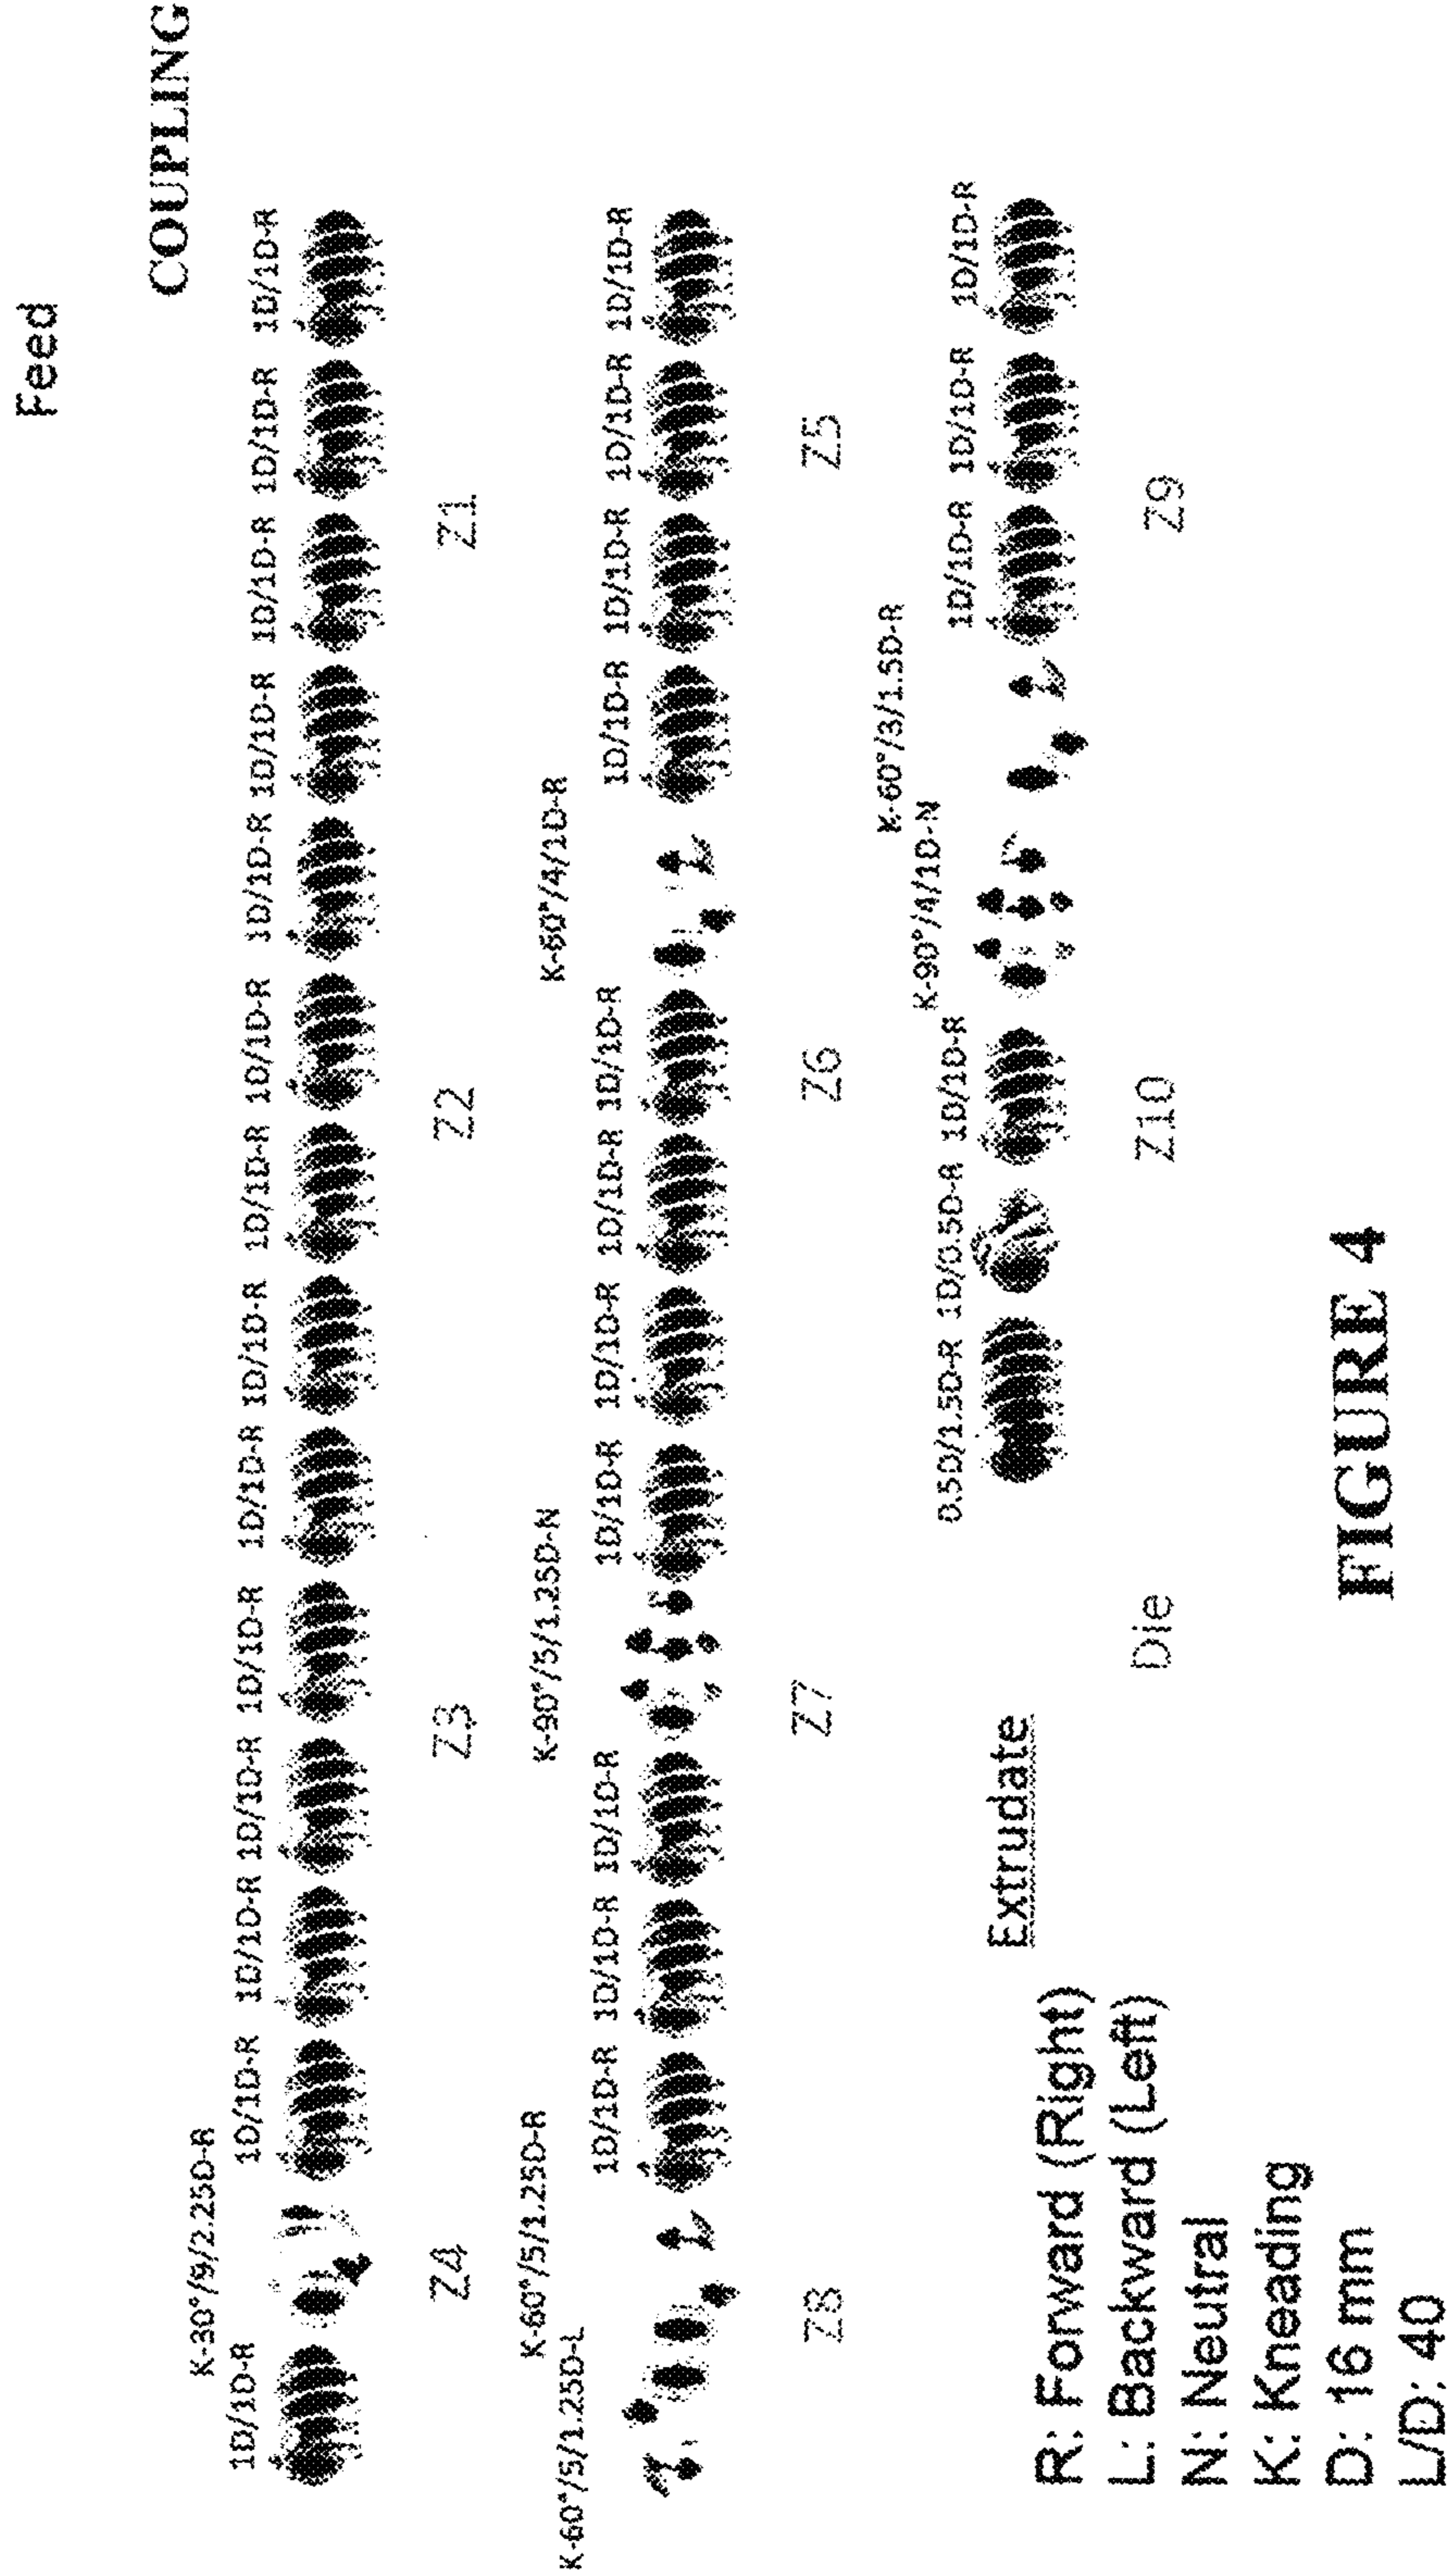 Feed
COUPLING
K-30°/9/2.25D-R
1D/1D-R 1D/1D-R 1D/1D-R 1D/1D-R 1D/1D-R 1D/1D-R 1D/1D-R 1D/1D-R 1D/1D-R 1D/1D-R 1D/1D-R 1D/1D-R 1D/1D-R 1D/1D-R
Z4 Z3 Z2 Z1
K-60°/5/1.25D-R K-90°/5/1.25D-N K-60°/4/1D-R
K-60°/5/1.25D-L 1D/1D-R 1D/1D-R 1D/1D-R 1D/1D-R 1D/1D-R 1D/1D-R 1D/1D-R 1D/1D-R 1D/1D-R 1D/1D-R 1D/1D-R
Z8 Z7 Z6 Z5
K-60°/3/1.5D-R
K-90°/4/1D-N
0.5D/1.5D-R 1D/0.5D-R 1D/1D-R 1D/1D-R 1D/1D-R 1D/1D-R
Extrudate
Die Z10 Z9
R: Forward (Right)
L: Backward (Left)
N: Neutral
K: Kneading
D: 16 mm
L/D: 40
FIGURE 4